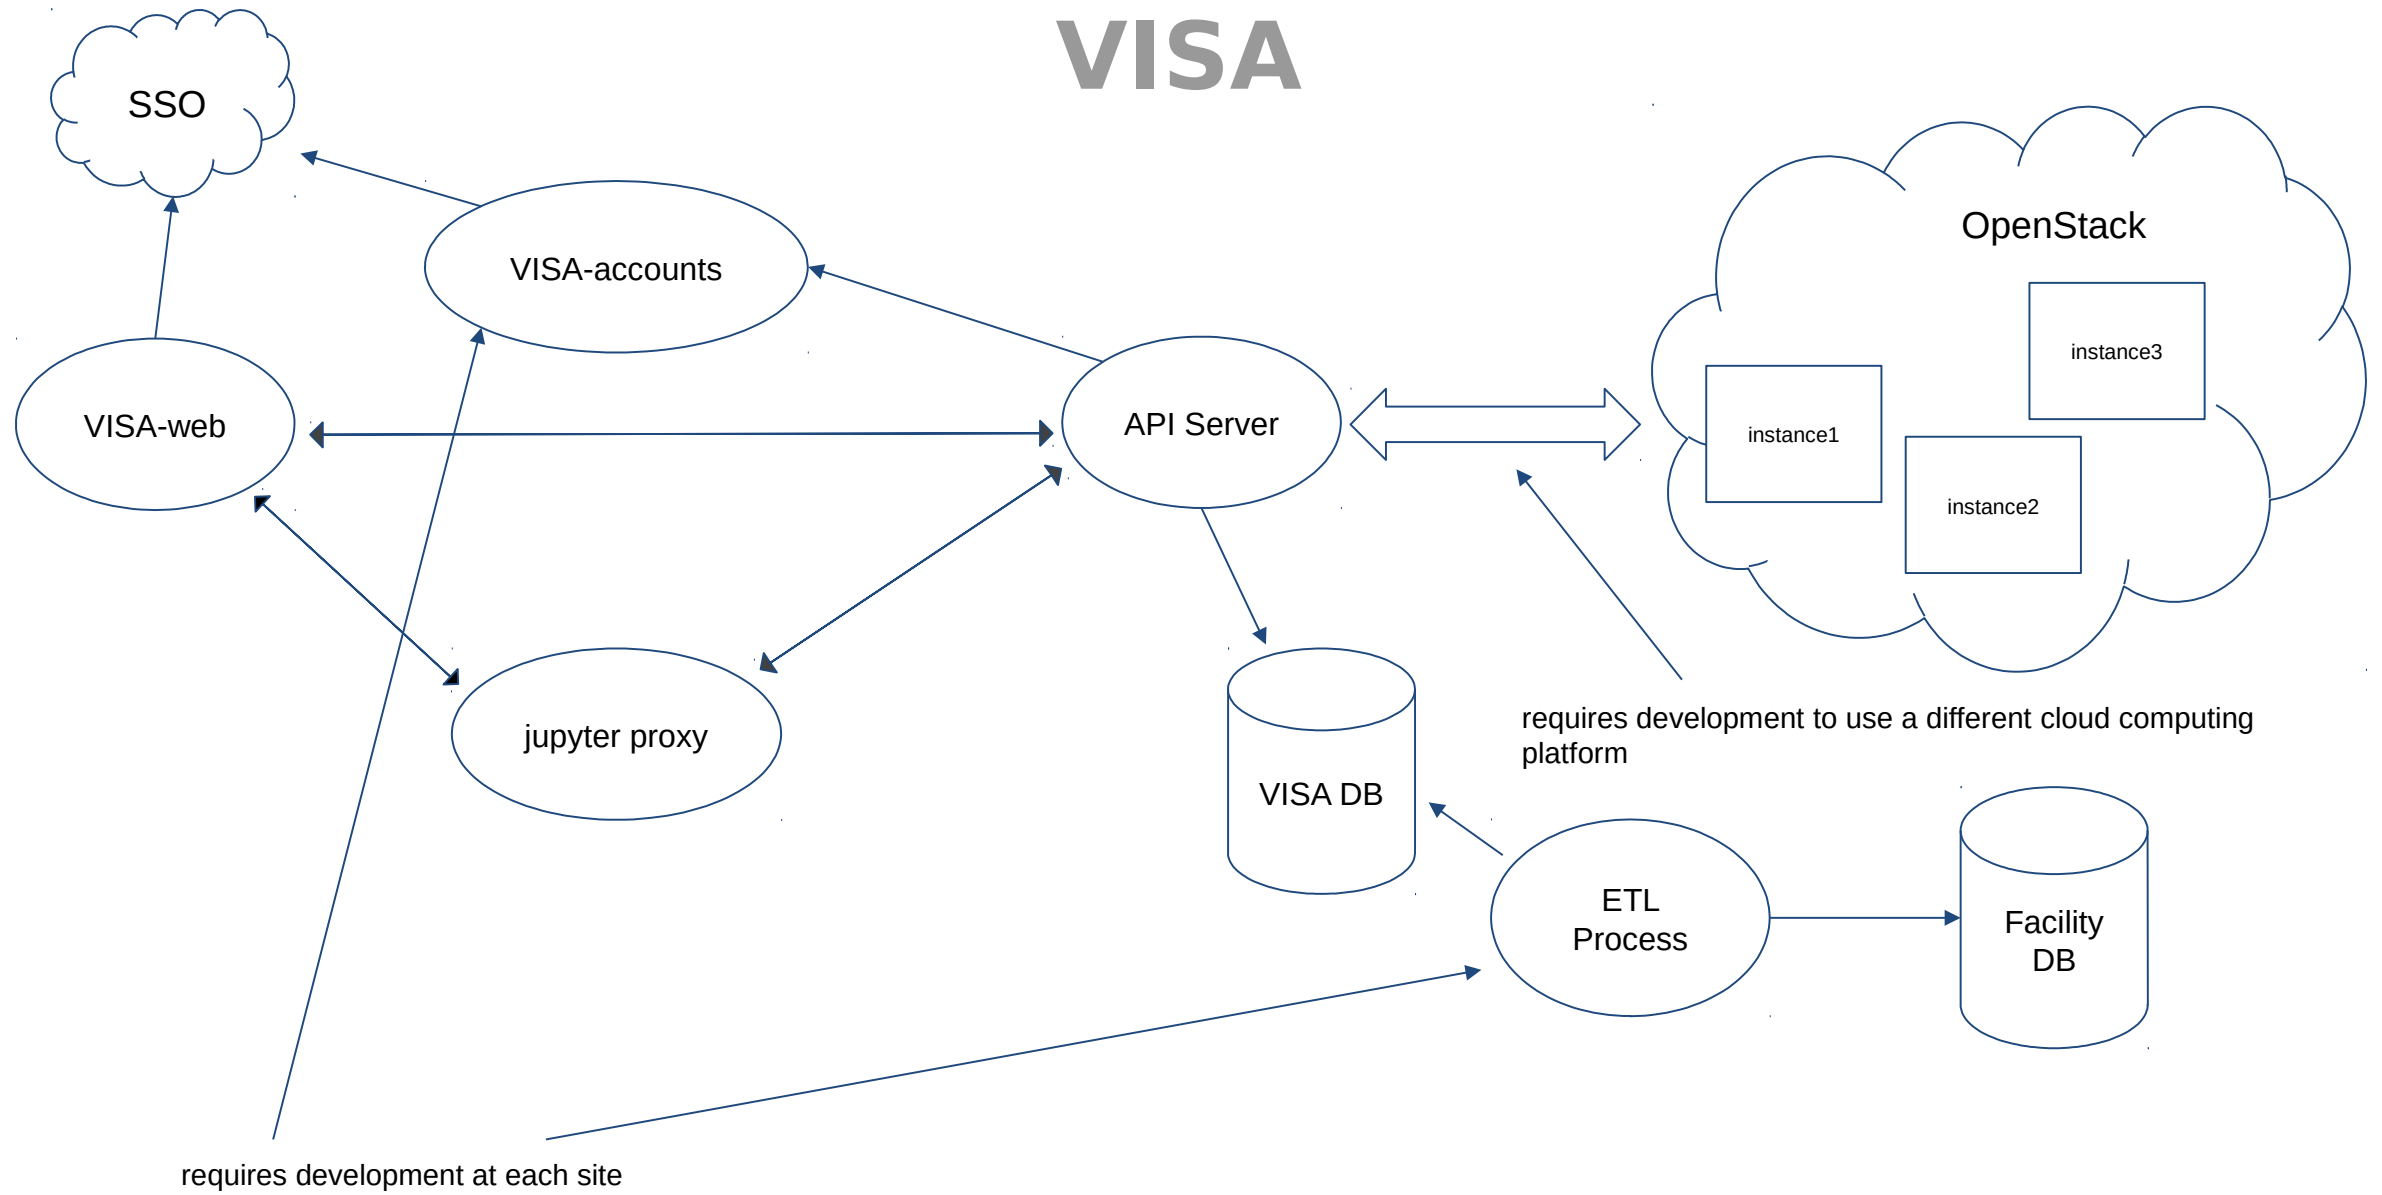 VISA
SSO
OpenStack
VISA-accounts
instance3
VISA-web
API Server
instance1
instance2
requires development to use a different cloud computing
platform
jupyter proxy
VISA DB
ETL
Process
Facility
DB
requires development at each site